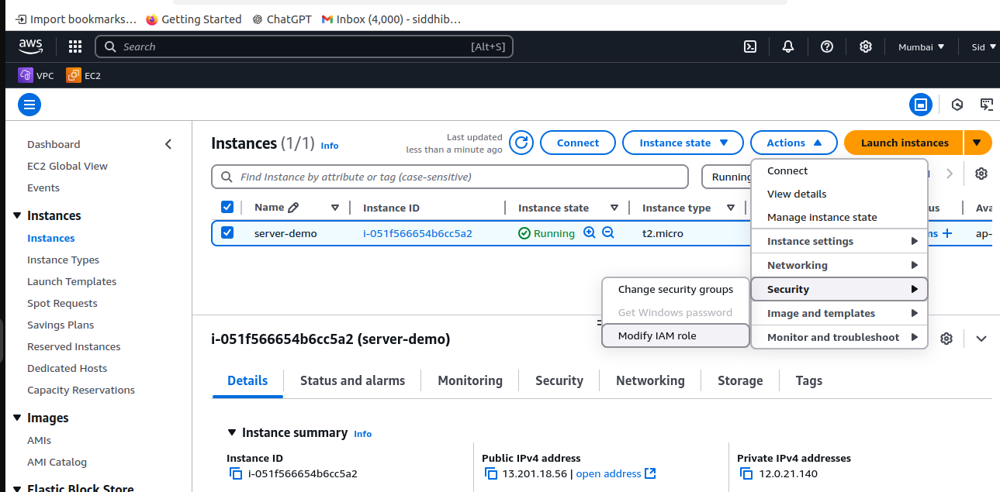 Import bookmarks... Getting Started ChatGPT Inbox (4,000) - siddhib...
aws Search [Alt+S] Mumbai Sid
VPC EC2
Dashboard
EC2 Global View
Events
Instances
Instances
Instance Types
Launch Templates
Spot Requests
Savings Plans
Reserved Instances
Dedicated Hosts
Capacity Reservations
Images
AMIs
AMI Catalog
Elastic Block Store
Instances (1/1) Info
Last updated
less than a minute ago
Connect Instance state Actions Launch instances
Find Instance by attribute or tag (case-sensitive) Running
Name Instance ID Instance state Instance type us Ava
server-demo i-051f566654b6cc5a2 Running t2.micro ns + ap-
Connect
View details
Manage instance state
Instance settings
Networking
Security
Image and templates
Monitor and troubleshoot
Change security groups
Get Windows password
Modify IAM role
i-051f566654b6cc5a2 (server-demo)
Details Status and alarms Monitoring Security Networking Storage Tags
Instance summary Info
Instance ID
i-051f566654b6cc5a2
Public IPv4 address
13.201.18.56 | open address
Private IPv4 addresses
12.0.21.140